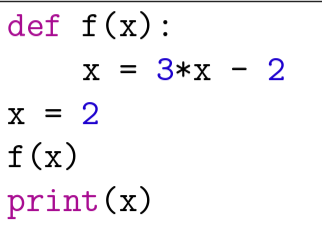 def f(x):
    x = 3*x - 2
x = 2
f(x)
print(x)